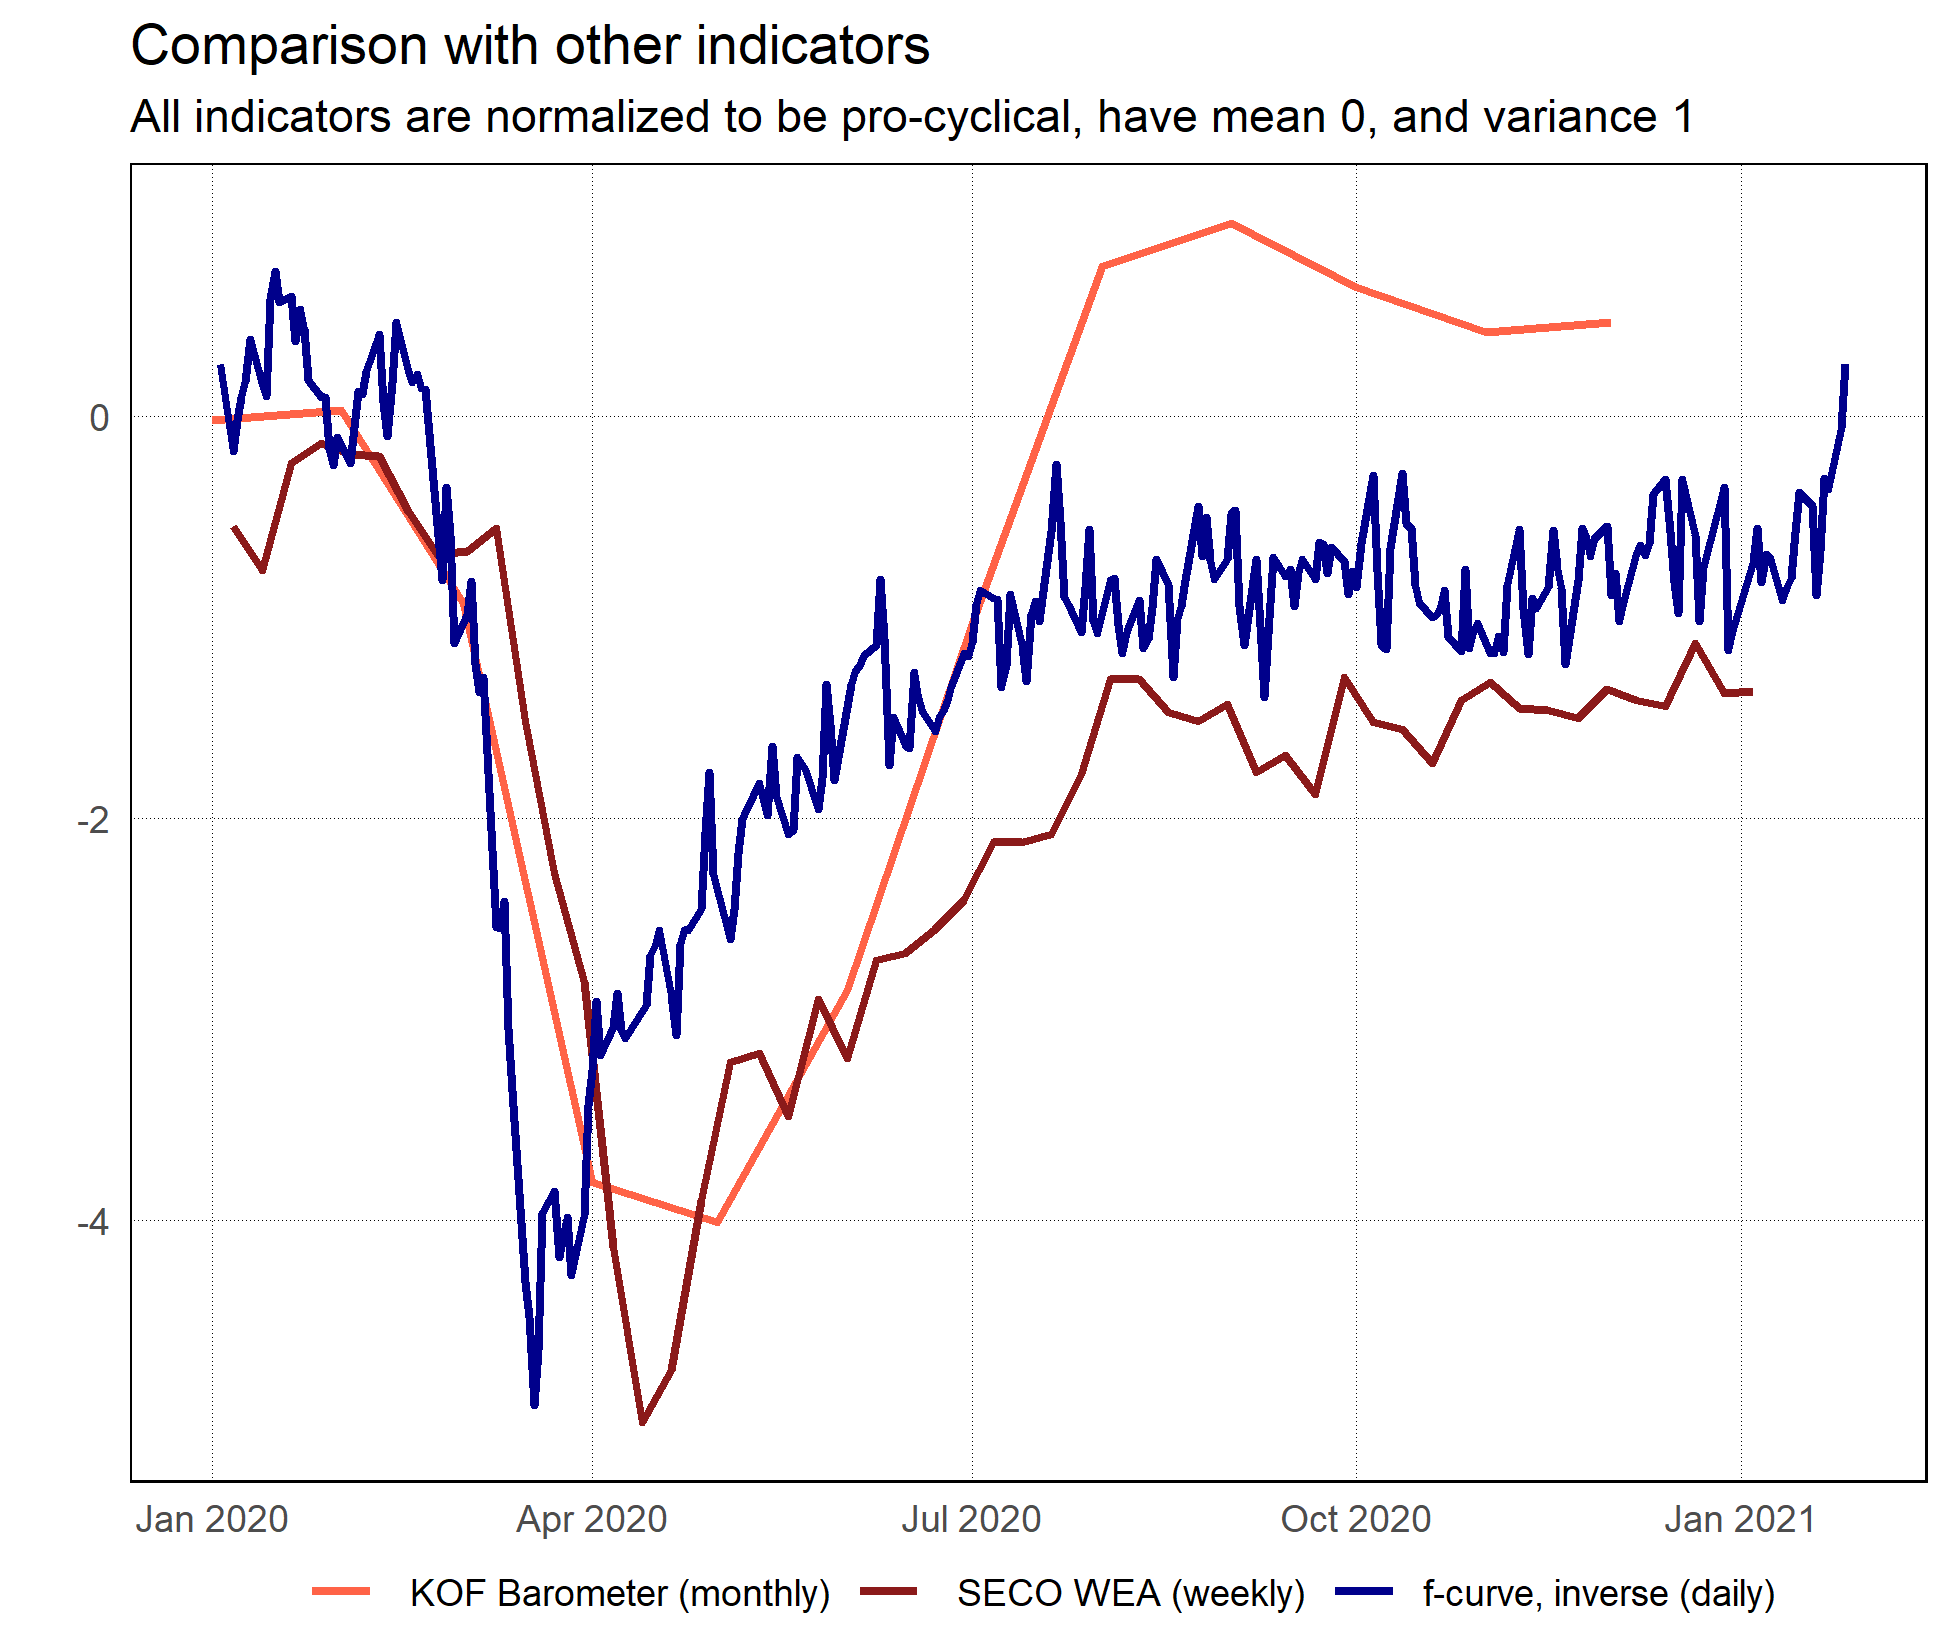 Comparison with other indicators
All indicators are normalized to be pro-cyclical, have mean 0, and variance 1
0
-2
-4
Jan 2020 Apr 2020 Jul 2020 Oct 2020 Jan 2021
KOF Barometer (monthly) SECO WEA (weekly) f-curve, inverse (daily)